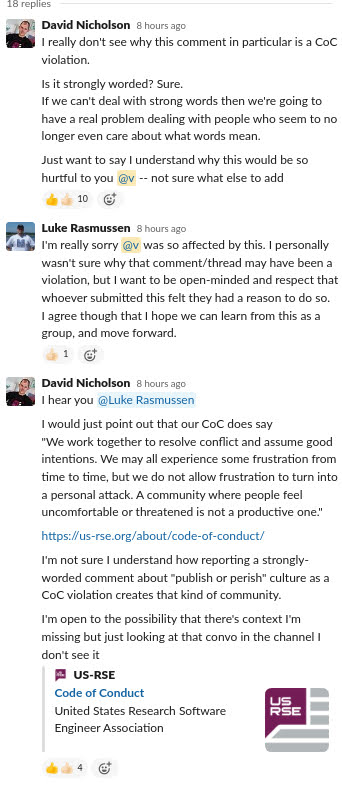 18 replies
David Nicholson 8 hours ago
I really don't see why this comment in particular is a CoC
violation.
Is it strongly worded? Sure.
If we can't deal with strong words then we're going to
have a real problem dealing with people who seem to no
longer even care about what words mean.
Just want to say I understand why this would be so
hurtful to you @v -- not sure what else to add
10
Luke Rasmussen 8 hours ago
I'm really sorry @v was so affected by this. I personally
wasn't sure why that comment/thread may have been a
violation, but I want to be open-minded and respect that
whoever submitted this felt they had a reason to do so.
I agree though that I hope we can learn from this as a
group, and move forward.
1
David Nicholson 8 hours ago
I hear you @Luke Rasmussen
I would just point out that our CoC does say
"We work together to resolve conflict and assume good
intentions. We may all experience some frustration from
time to time, but we do not allow frustration to turn into
a personal attack. A community where people feel
uncomfortable or threatened is not a productive one."
https://us-rse.org/about/code-of-conduct/
I'm not sure I understand how reporting a strongly-
worded comment about "publish or perish" culture as a
CoC violation creates that kind of community.
I'm open to the possibility that there's context I'm
missing but just looking at that convo in the channel I
don't see it
US-RSE
Code of Conduct
United States Research Software
Engineer Association
US
RSE
4